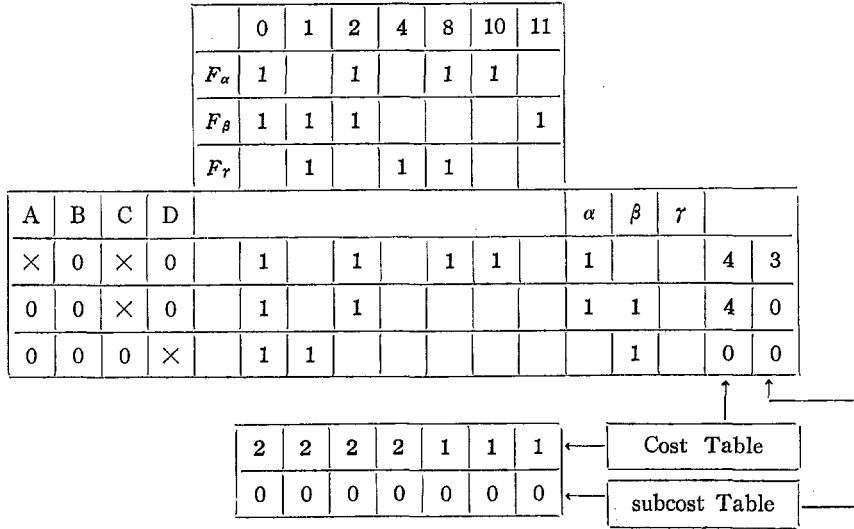 0 1 2 4 8 10 11
Fα 1 1 1 1
Fβ 1 1 1 1
Fγ 1 1 1
A B C D α β γ
× 0 × 0 1 1 1 1 1 4 3
0 0 × 0 1 1 1 1 4 0
0 0 0 × 1 1 1 0 0
2 2 2 2 1 1 1 Cost Table
0 0 0 0 0 0 0 subcost Table